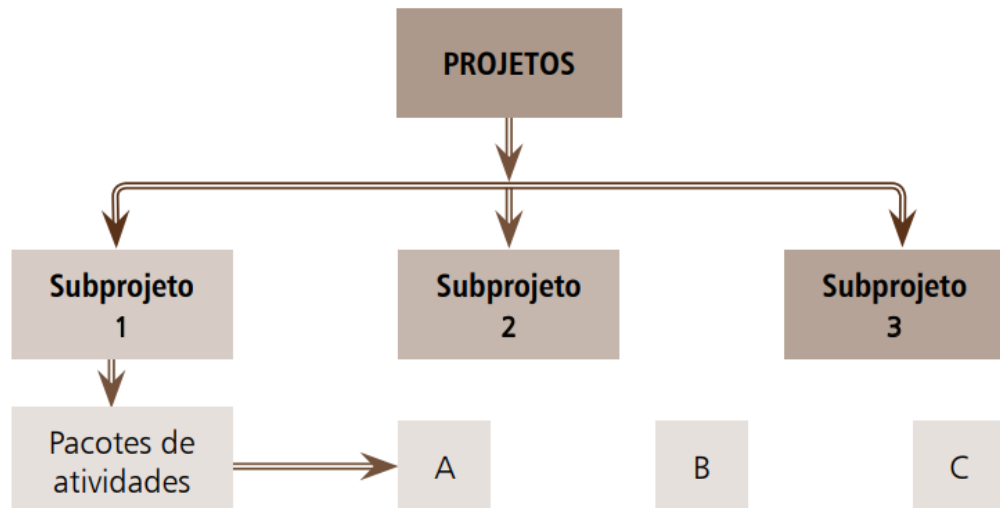 PROJETOS
Subprojeto
1
Subprojeto
2
Subprojeto
3
Pacotes de
atividades
A
B
C